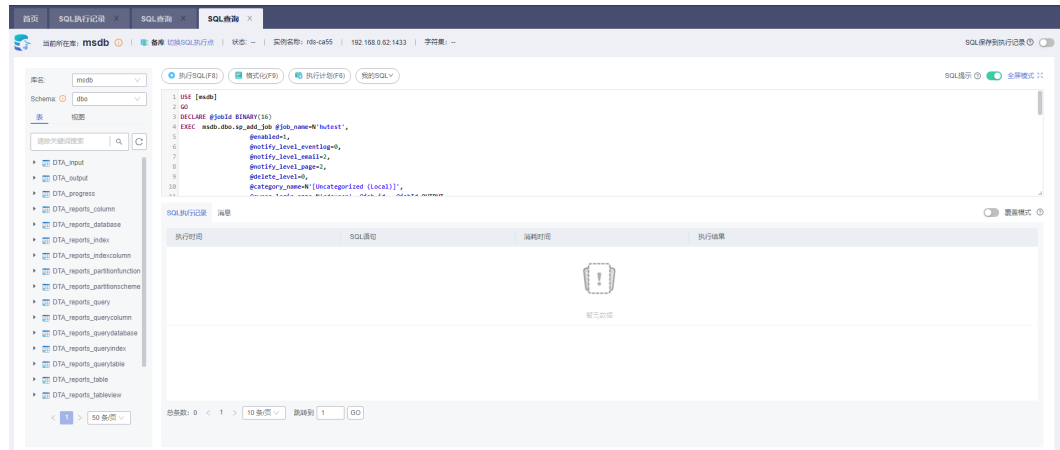 首页 SQL执行记录 × SQL查询 × SQL查询 ×
当前所在库: msdb 备库 切换SQL执行点 | 状态: -- | 实例名称: rds-ca55 | 192.168.0.62:1433 | 字符集: -- SQL保存到执行记录
库名: msdb
Schema: dbo
表 视图
请按关键词搜索
DTA_input
DTA_output
DTA_progress
DTA_reports_column
DTA_reports_database
DTA_reports_index
DTA_reports_indexcolumn
DTA_reports_partitionfunction
DTA_reports_partitionscheme
DTA_reports_query
DTA_reports_querycolumn
DTA_reports_querydatabase
DTA_reports_queryindex
DTA_reports_querytable
DTA_reports_table
DTA_reports_tableview
< 1 > 50 条/页
执行SQL(F8) 格式化(F9) 执行计划(F6) 我的SQL SQL提示 全屏模式
1 USE [msdb]
2 GO
3 DECLARE @jobId BINARY(16)
4 EXEC msdb.dbo.sp_add_job @job_name=N'hwtest',
5 @enabled=1,
6 @notify_level_eventlog=0,
7 @notify_level_email=2,
8 @notify_level_page=2,
9 @delete_level=0,
10 @category_name=N'[Uncategorized (Local)]',
SQL执行记录 消息 覆盖模式
执行时间 SQL语句 消耗时间 执行结果
暂无数据
总条数: 0 < 1 > 10 条/页 跳转到 1 GO